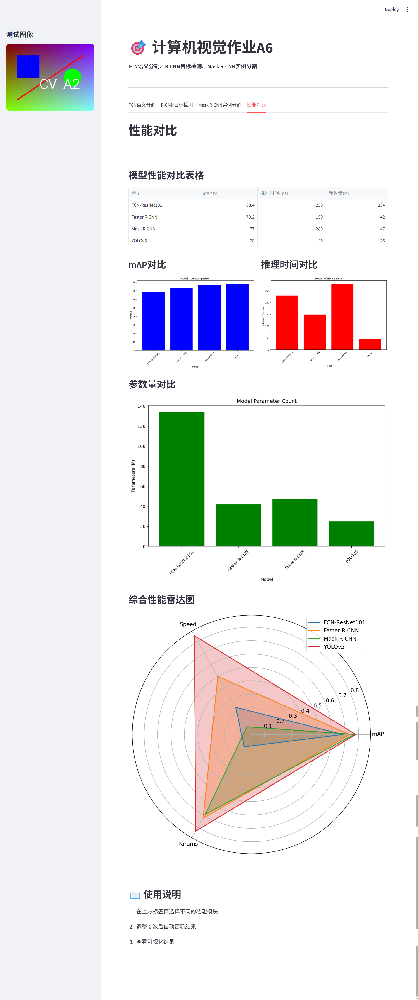 Deploy
测试图像
CV A2
🎯 计算机视觉作业A6
FCN语义分割、R-CNN目标检测、Mask R-CNN实例分割
FCN语义分割 R-CNN目标检测 Mask R-CNN实例分割 性能对比
性能对比
模型性能对比表格
模型 mAP (%) 推理时间(ms) 参数量(M)
FCN-ResNet101 68.4 230 134
Faster R-CNN 73.2 150 42
Mask R-CNN 77 280 47
YOLOv5 78 45 25
mAP对比
Model mAP Comparison
mAP (%)
80
70
60
50
40
30
20
10
0
FCN-ResNet101 Faster R-CNN Mask R-CNN YOLOv5
Model
推理时间对比
Model Inference Time
Inference Time (ms)
250
200
150
100
50
0
FCN-ResNet101 Faster R-CNN Mask R-CNN YOLOv5
Model
参数量对比
Model Parameter Count
Parameters (M)
140
120
100
80
60
40
20
0
FCN-ResNet101 Faster R-CNN Mask R-CNN YOLOv5
Model
综合性能雷达图
Speed
FCN-ResNet101
Faster R-CNN
Mask R-CNN
YOLOv5
0.8
0.7
0.6
0.5
0.4
0.3
0.2
0.1
mAP
Params
📖 使用说明
1. 在上方标签页选择不同的功能模块
2. 调整参数后自动更新结果
3. 查看可视化结果